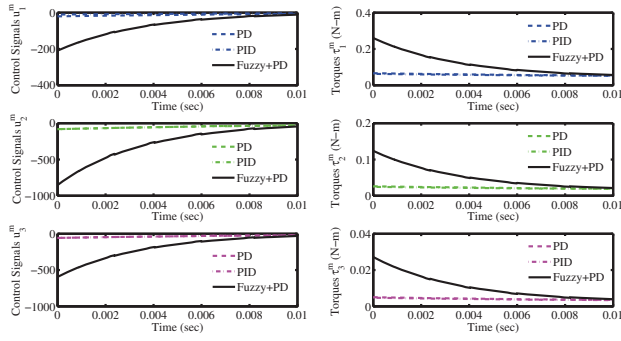 Control Signals u₁ᵐ
0
−200
−400
PD
PID
Fuzzy+PD
0 0.002 0.004 0.006 0.008 0.01
Time (sec)
Torques τ₁ᵐ (N−m)
0.4
0.2
0
PD
PID
Fuzzy+PD
0 0.002 0.004 0.006 0.008 0.01
Time (sec)
Control Signals u₂ᵐ
0
−500
−1000
PD
PID
Fuzzy+PD
0 0.002 0.004 0.006 0.008 0.01
Time (sec)
Torques τ₂ᵐ (N−m)
0.2
0.1
0
PD
PID
Fuzzy+PD
0 0.002 0.004 0.006 0.008 0.01
Time (sec)
Control Signals u₃ᵐ
0
−500
−1000
PD
PID
Fuzzy+PD
0 0.002 0.004 0.006 0.008 0.01
Time (sec)
Torques τ₃ᵐ (N−m)
0.04
0.02
0
PD
PID
Fuzzy+PD
0 0.002 0.004 0.006 0.008 0.01
Time (sec)